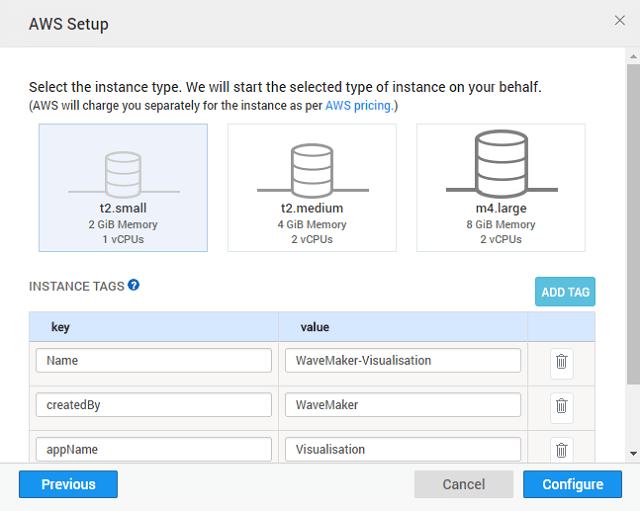 AWS Setup
Select the instance type. We will start the selected type of instance on your behalf.
(AWS will charge you separately for the instance as per AWS pricing.)
t2.small
2 GiB Memory
1 vCPUs
t2.medium
4 GiB Memory
2 vCPUs
m4.large
8 GiB Memory
2 vCPUs
INSTANCE TAGS ?
ADD TAG
key value
Name WaveMaker-Visualisation
createdBy WaveMaker
appName Visualisation
Previous Cancel Configure